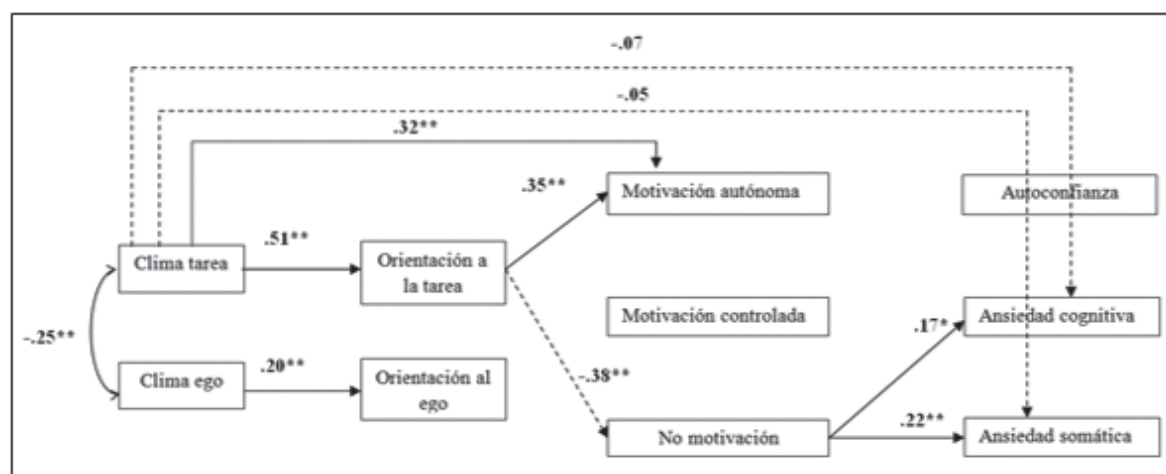 -.07
-.05
.32**
.35**
Motivación autónoma
Autoconfianza
.51**
Clima tarea
Orientación a
la tarea
Motivación controlada
Ansiedad cognitiva
-.25**
.17*
.20**
Clima ego
Orientación al
ego
-.38**
No motivación
.22**
Ansiedad somática